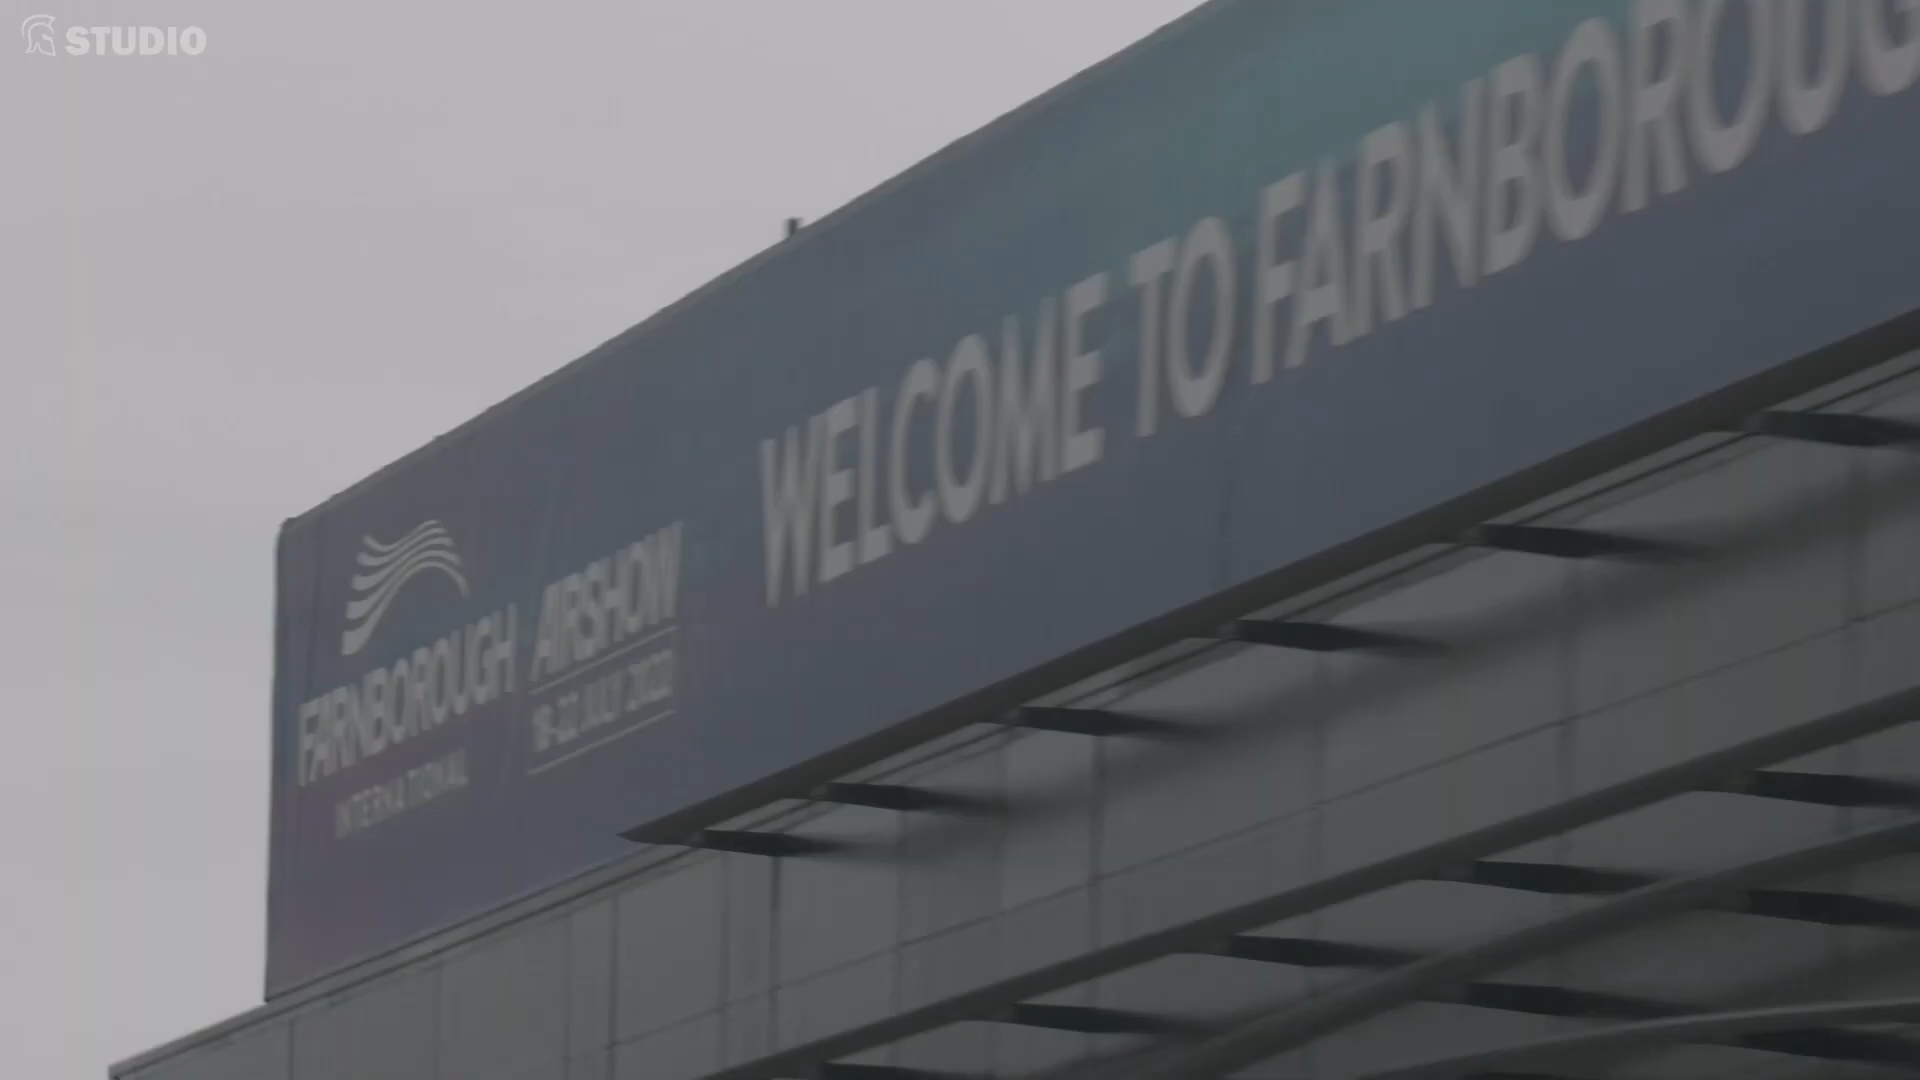 STUDIO
WELCOME TO FARNBOROUG
FARNBOROUGH
INTERNATIONAL
AIRSHOW
18-22 JULY 2022